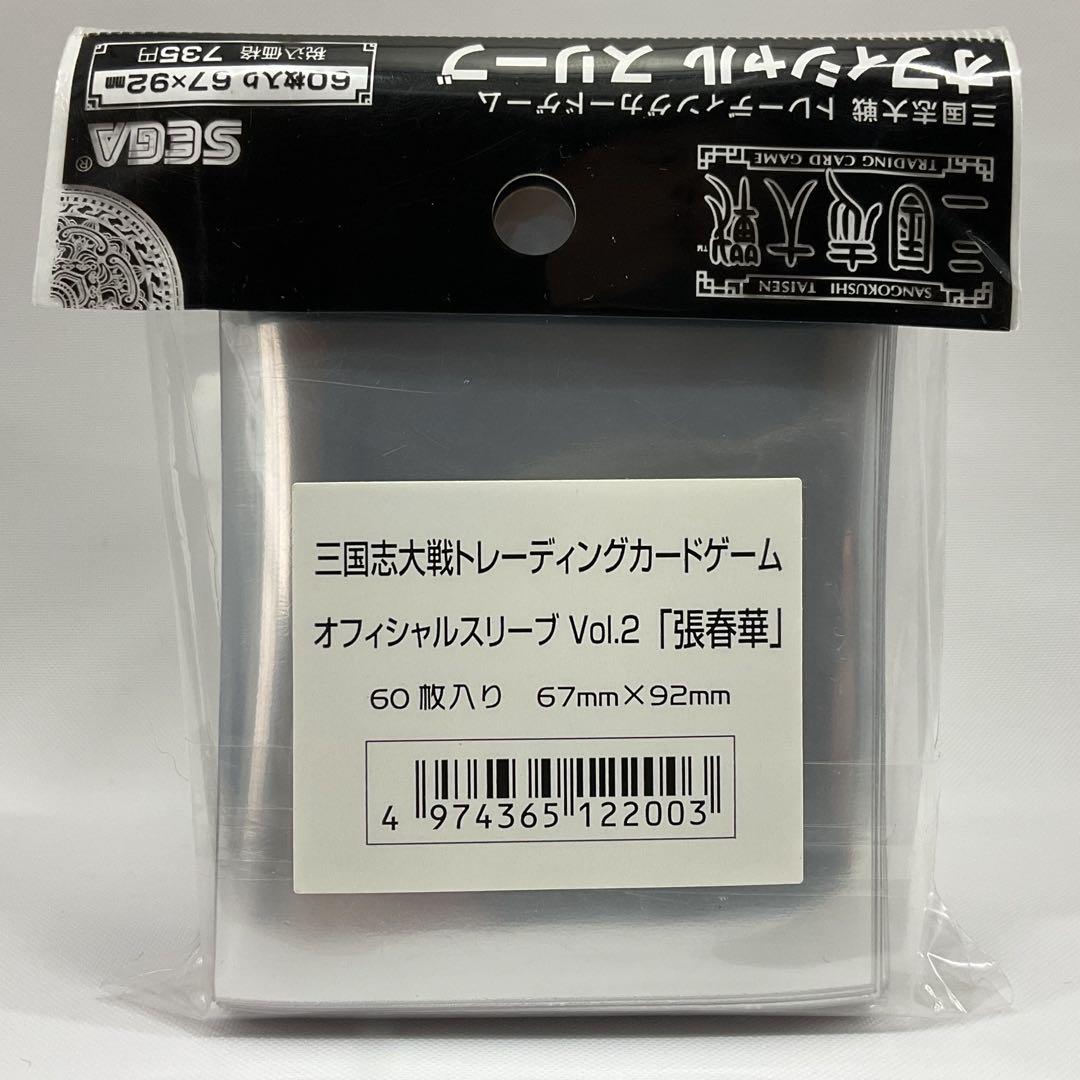 オフィシャル スリーブ
三国志大戦 トレーディングカードゲーム
60枚入り 67×92mm
税込価格 735円
SEGA®
TRADING CARD GAME
三国志大戦™
SANGOKUSHI TAISEN
三国志大戦トレーディングカードゲーム
オフィシャルスリーブ Vol.2「張春華」
60枚入り 67mm×92mm
4 974365 122003